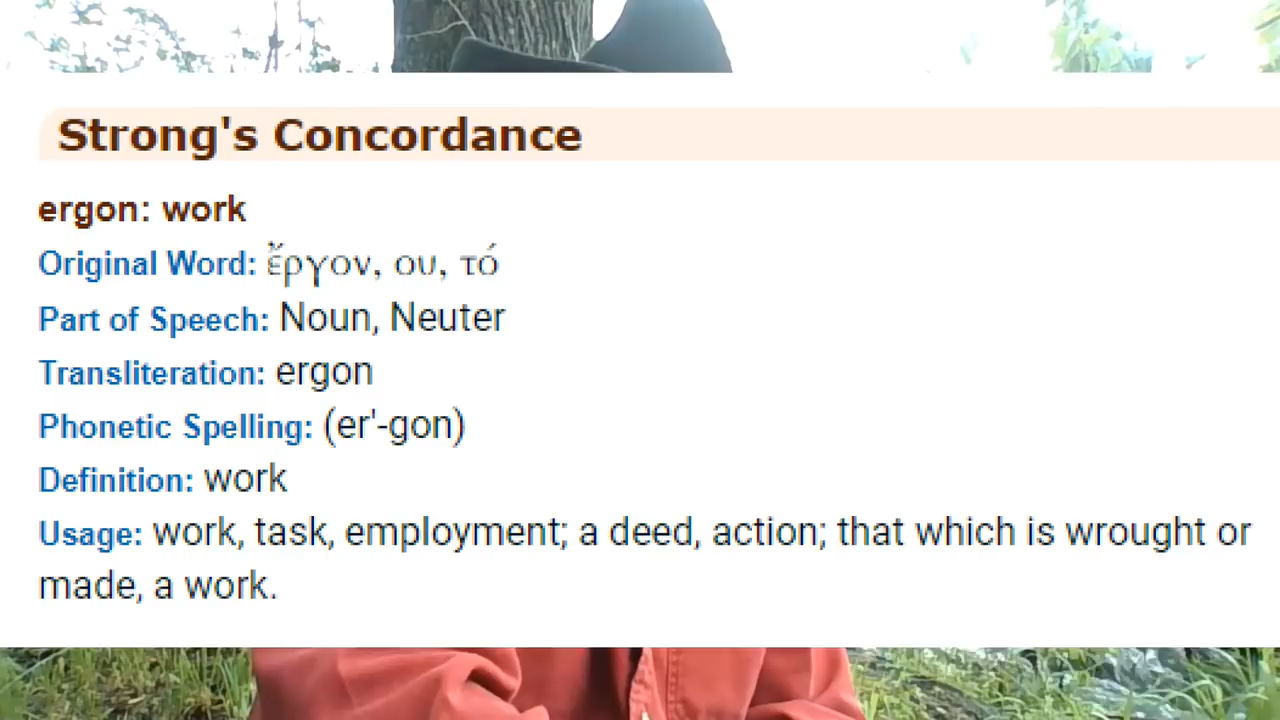 Strong's Concordance
ergon: work
Original Word: ἔργον, ου, τό
Part of Speech: Noun, Neuter
Transliteration: ergon
Phonetic Spelling: (er'-gon)
Definition: work
Usage: work, task, employment; a deed, action; that which is wrought or
made, a work.